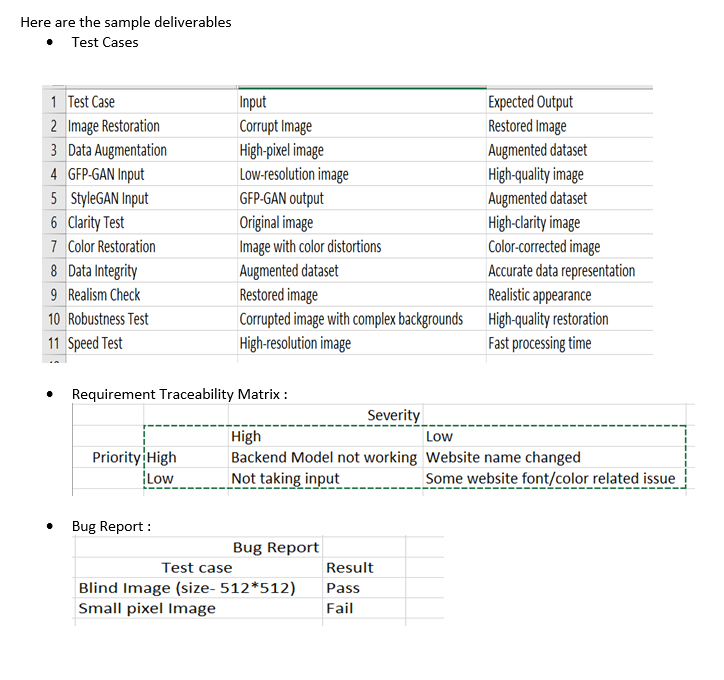 Here are the sample deliverables
• Test Cases
1 Test Case Input Expected Output
2 Image Restoration Corrupt Image Restored Image
3 Data Augmentation High-pixel image Augmented dataset
4 GFP-GAN Input Low-resolution image High-quality image
5 StyleGAN Input GFP-GAN output Augmented dataset
6 Clarity Test Original image High-clarity image
7 Color Restoration Image with color distortions Color-corrected image
8 Data Integrity Augmented dataset Accurate data representation
9 Realism Check Restored image Realistic appearance
10 Robustness Test Corrupted image with complex backgrounds High-quality restoration
11 Speed Test High-resolution image Fast processing time
• Requirement Traceability Matrix :
Severity
High Low
Priority High Backend Model not working Website name changed
Low Not taking input Some website font/color related issue
• Bug Report :
Bug Report
Test case Result
Blind Image (size- 512*512) Pass
Small pixel Image Fail